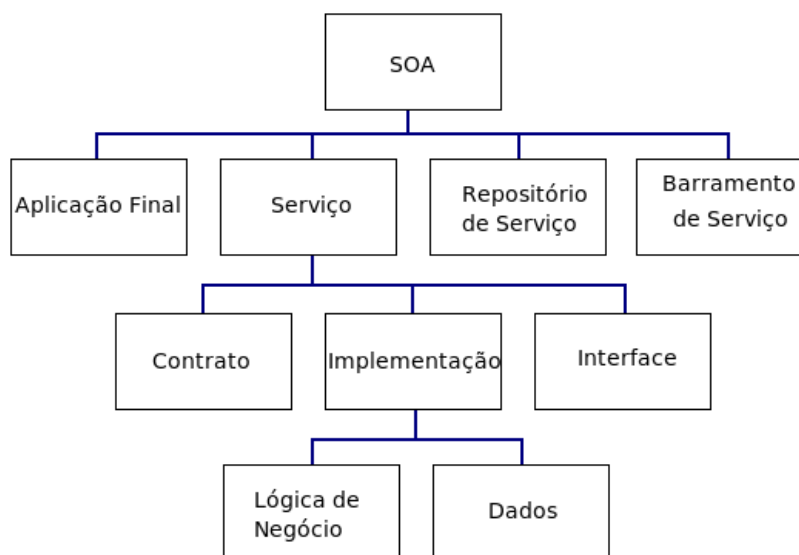 SOA
Aplicação Final
Serviço
Repositório
de Serviço
Barramento
de Serviço
Contrato
Implementação
Interface
Lógica de
Negócio
Dados